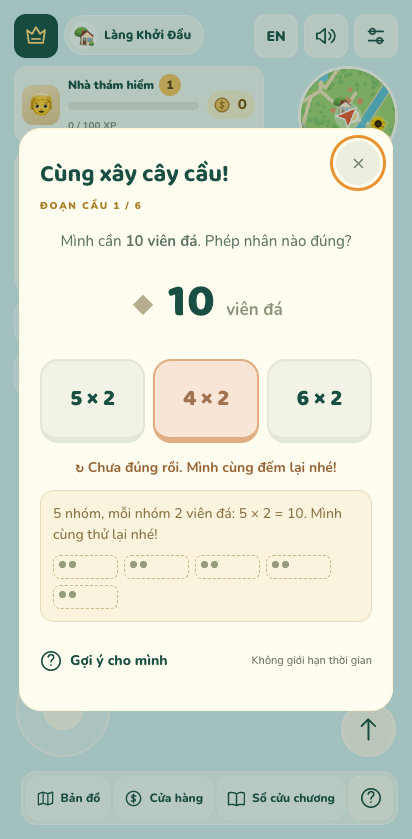 Làng Khởi Đầu
EN
Nhà thám hiểm 1
0
0 / 100 XP
Cùng xây cây cầu!
ĐOẠN CẦU 1 / 6
Mình cần 10 viên đá. Phép nhân nào đúng?
10 viên đá
5 × 2
4 × 2
6 × 2
↻ Chưa đúng rồi. Mình cùng đếm lại nhé!
5 nhóm, mỗi nhóm 2 viên đá: 5 × 2 = 10. Mình
cùng thử lại nhé!
Gợi ý cho mình
Không giới hạn thời gian
Bản đồ
Cửa hàng
Sổ cửu chương